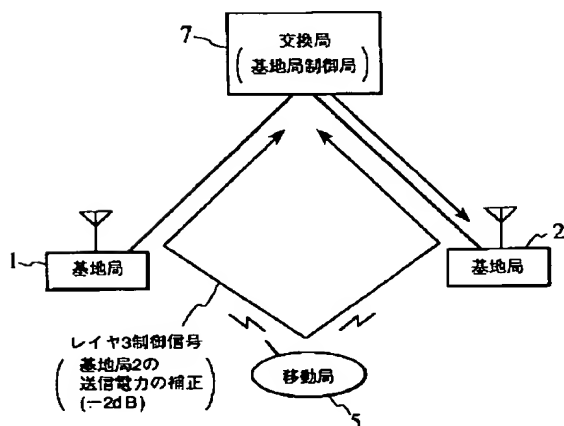 7
交換局
(基地局制御局)
1
基地局
2
基地局
レイヤ3制御信号
(基地局2の
送信電力の補正
(－2dB))
移動局
5